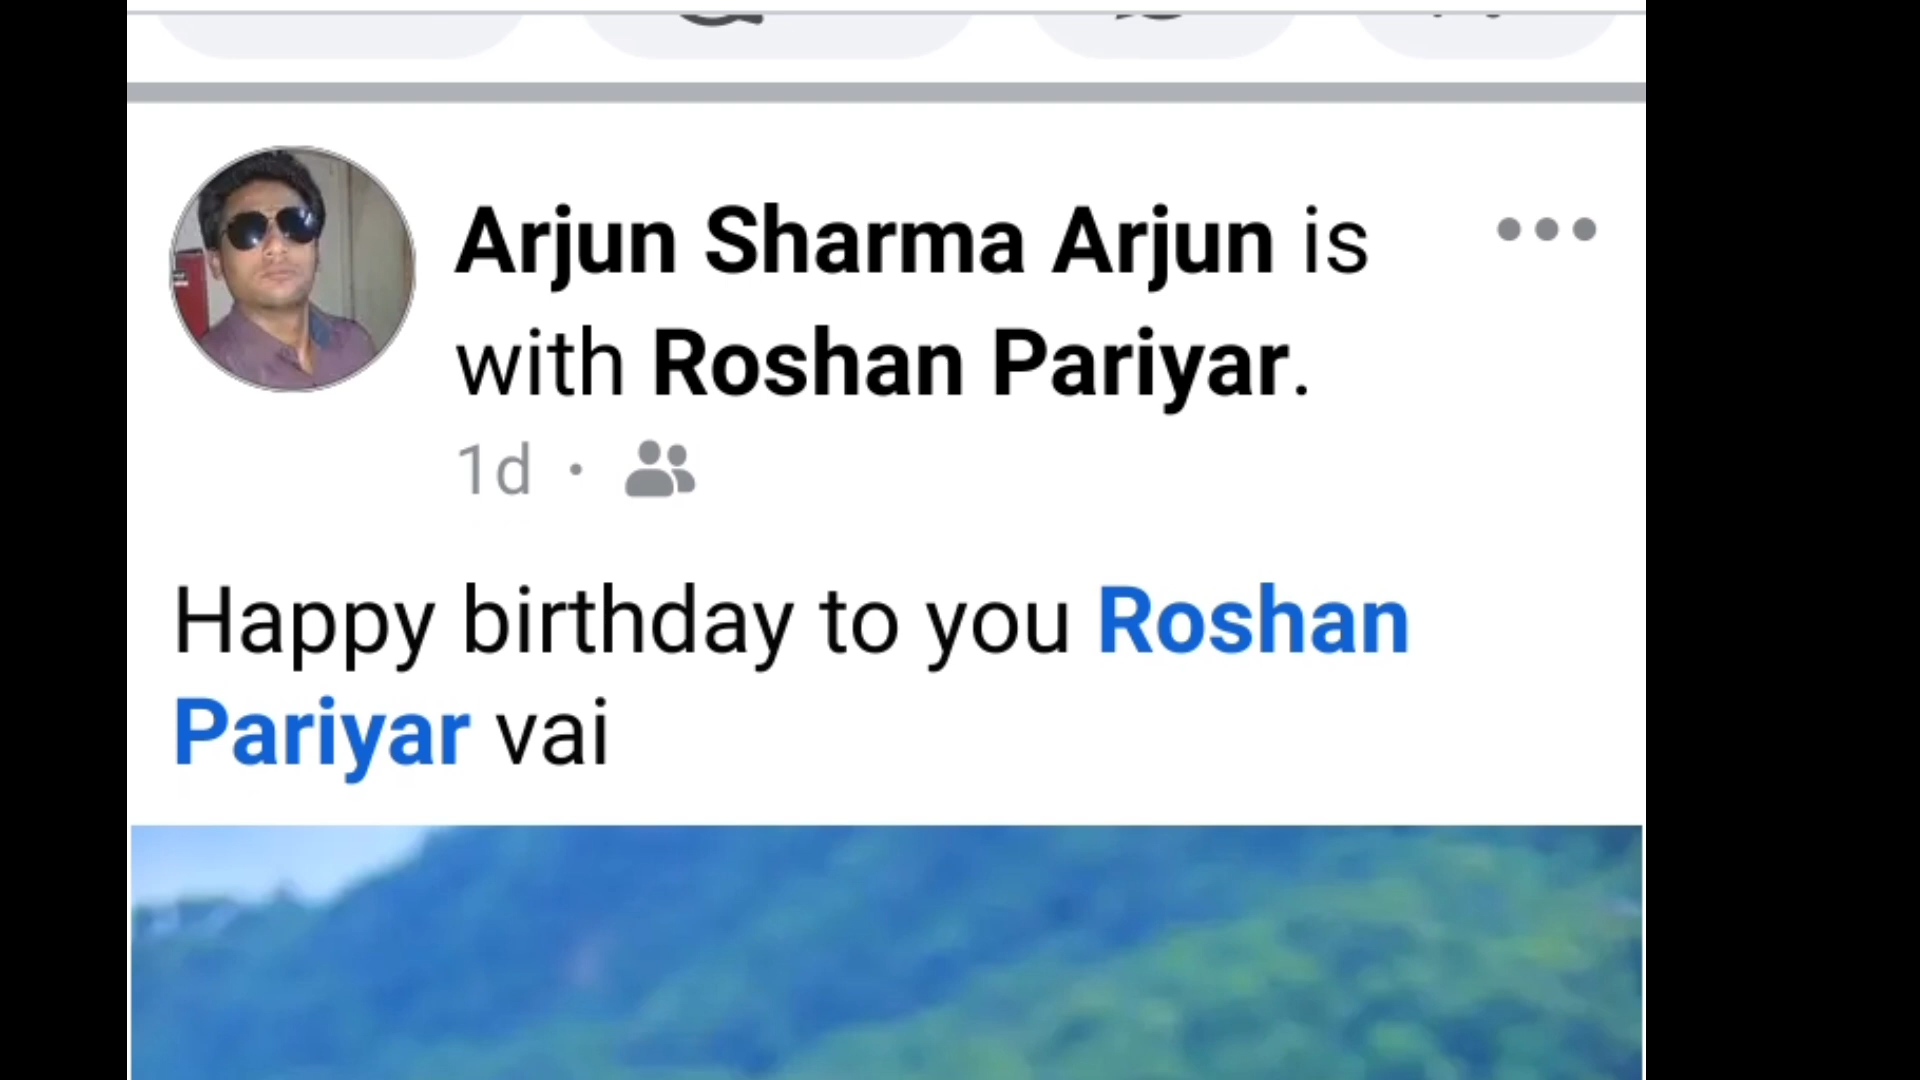 Arjun Sharma Arjun is
with Roshan Pariyar.
1d ·
Happy birthday to you Roshan
Pariyar vai